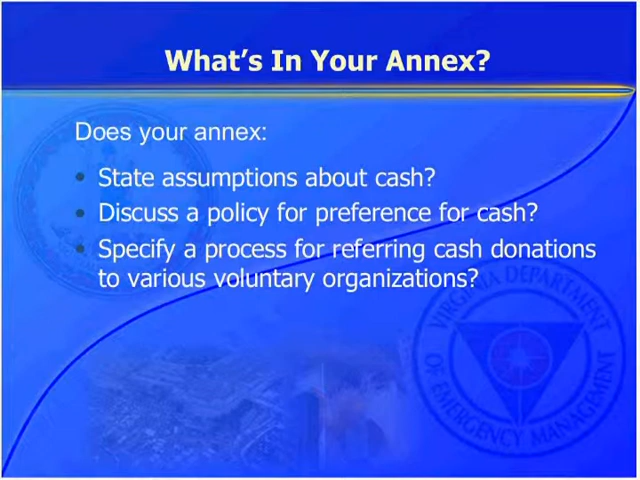 What's In Your Annex?
Does your annex:
• State assumptions about cash?
• Discuss a policy for preference for cash?
• Specify a process for referring cash donations
to various voluntary organizations?
VIRGINIA DEPARTMENT
OF EMERGENCY MANAGEMENT